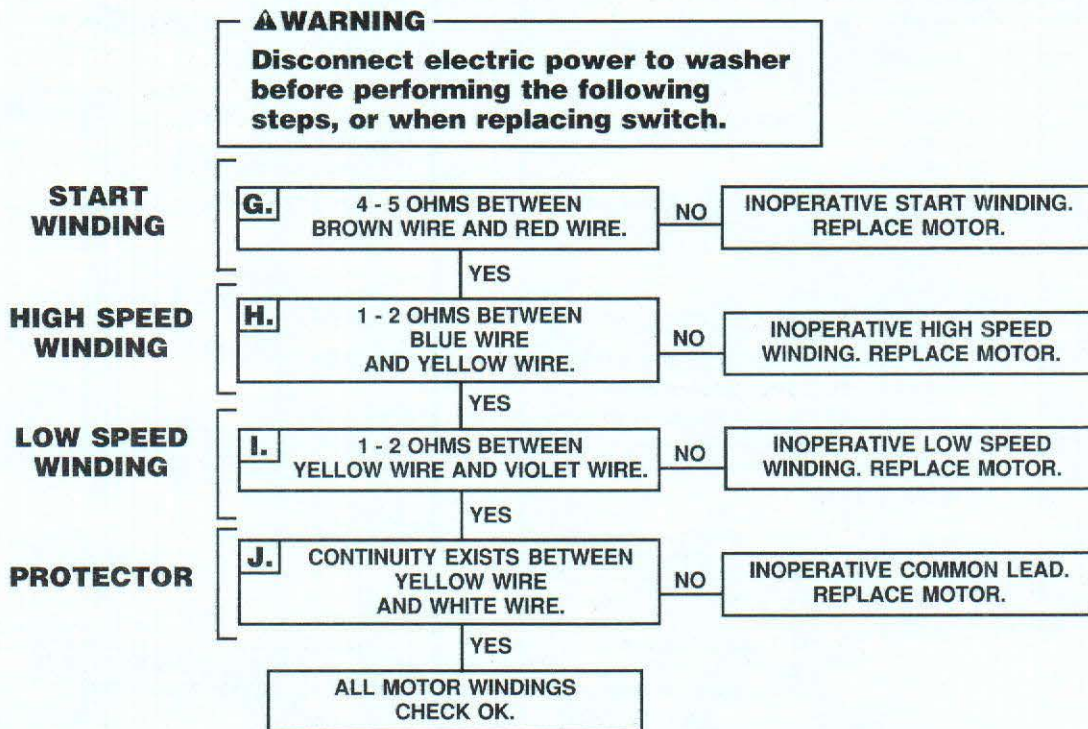 ⚠WARNING
Disconnect electric power to washer
before performing the following
steps, or when replacing switch.
START
WINDING
G.
4 - 5 OHMS BETWEEN
BROWN WIRE AND RED WIRE.
NO
INOPERATIVE START WINDING.
REPLACE MOTOR.
YES
HIGH SPEED
WINDING
H.
1 - 2 OHMS BETWEEN
BLUE WIRE
AND YELLOW WIRE.
NO
INOPERATIVE HIGH SPEED
WINDING. REPLACE MOTOR.
YES
LOW SPEED
WINDING
I.
1 - 2 OHMS BETWEEN
YELLOW WIRE AND VIOLET WIRE.
NO
INOPERATIVE LOW SPEED
WINDING. REPLACE MOTOR.
YES
PROTECTOR
J.
CONTINUITY EXISTS BETWEEN
YELLOW WIRE
AND WHITE WIRE.
NO
INOPERATIVE COMMON LEAD.
REPLACE MOTOR.
YES
ALL MOTOR WINDINGS
CHECK OK.